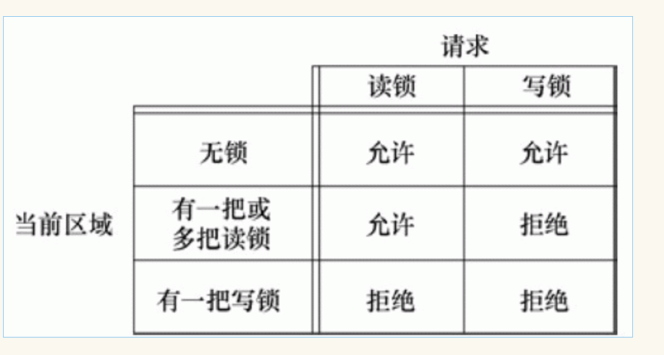 请求
读锁 写锁
无锁 允许 允许
当前区域
有一把或
多把读锁
允许 拒绝
有一把写锁 拒绝 拒绝